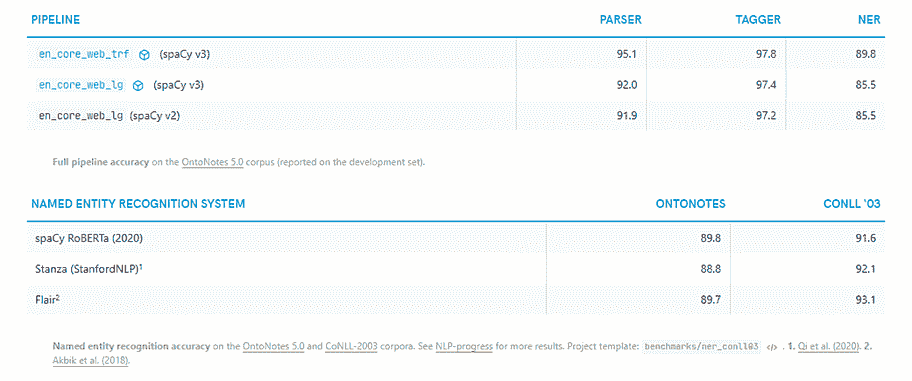 PIPELINE PARSER TAGGER NER
en_core_web_trf (spaCy v3) 95.1 97.8 89.8
en_core_web_lg (spaCy v3) 92.0 97.4 85.5
en_core_web_lg (spaCy v2) 91.9 97.2 85.5
Full pipeline accuracy on the OntoNotes 5.0 corpus (reported on the development set).
NAMED ENTITY RECOGNITION SYSTEM ONTONOTES CONLL '03
spaCy RoBERTa (2020) 89.8 91.6
Stanza (StanfordNLP)¹ 88.8 92.1
Flair² 89.7 93.1
Named entity recognition accuracy on the OntoNotes 5.0 and CoNLL-2003 corpora. See NLP-progress for more results. Project template: benchmarks/ner_conll03 </> . 1. Qi et al. (2020). 2.
Akbik et al. (2018).